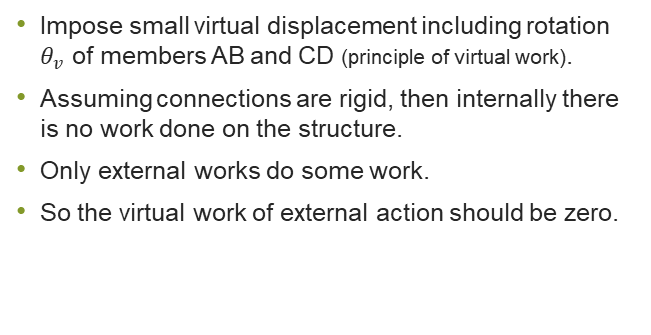 • Impose small virtual displacement including rotation
θᵥ of members AB and CD (principle of virtual work).
• Assuming connections are rigid, then internally there
is no work done on the structure.
• Only external works do some work.
• So the virtual work of external action should be zero.